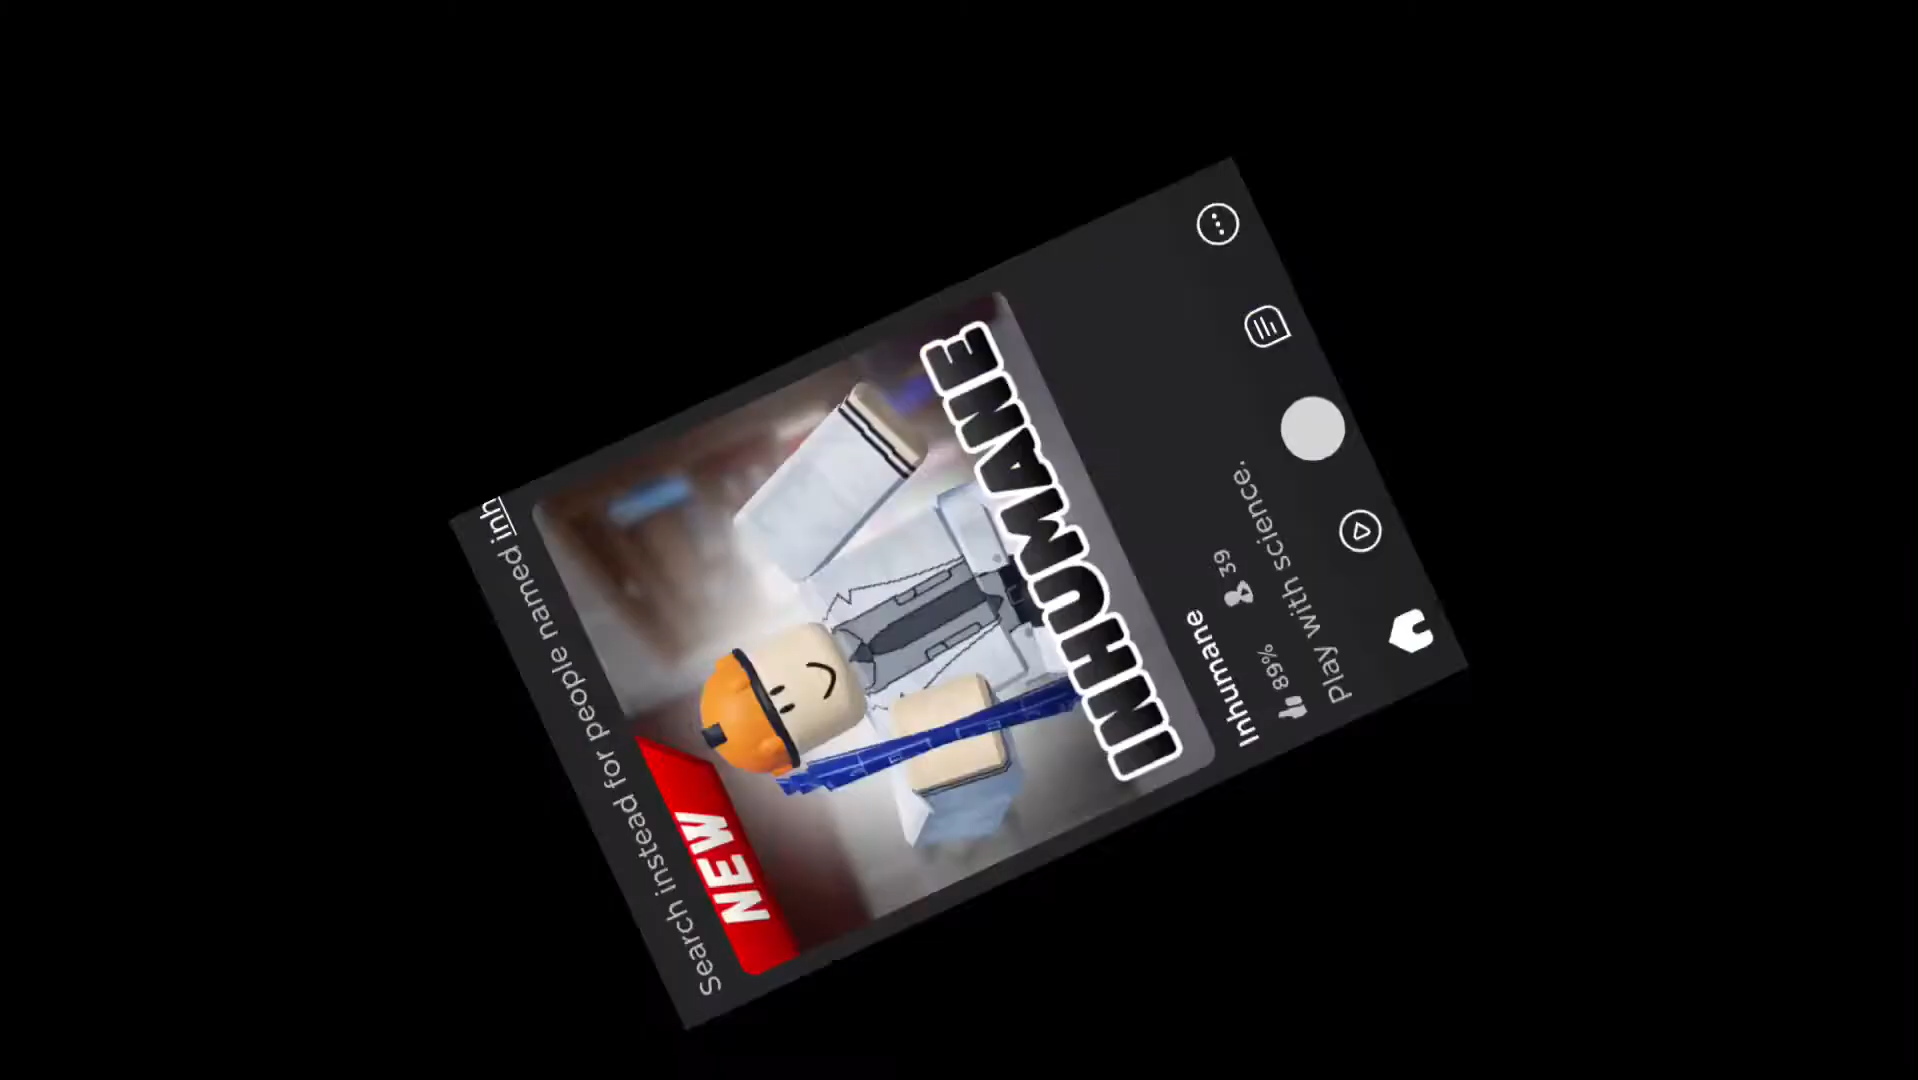 Search instead for people named inh
NEW
INHUMANE
Inhumane
89% 39
Play with science.